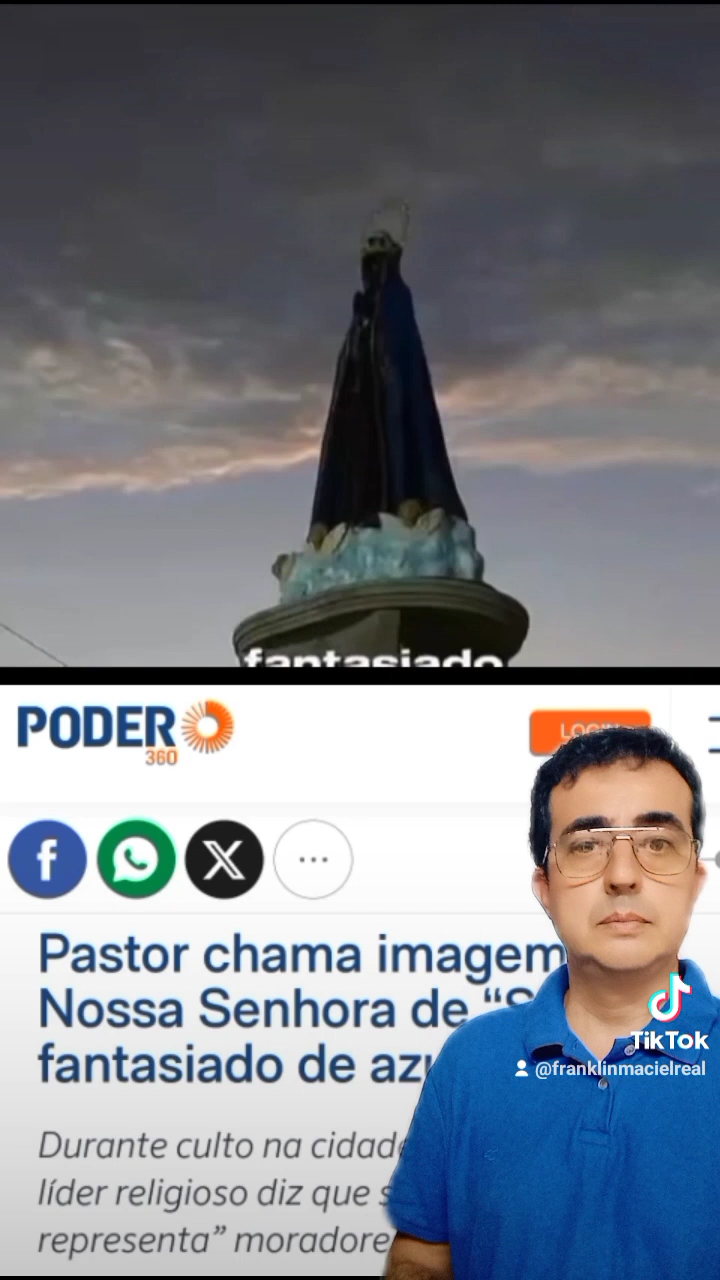 fantasiado
PODER
360
LOGIN
Pastor chama imagem
Nossa Senhora de “S
fantasiado de azu
Durante culto na cidade
líder religioso diz que s
representa” moradore
TikTok
@franklinmacielreal